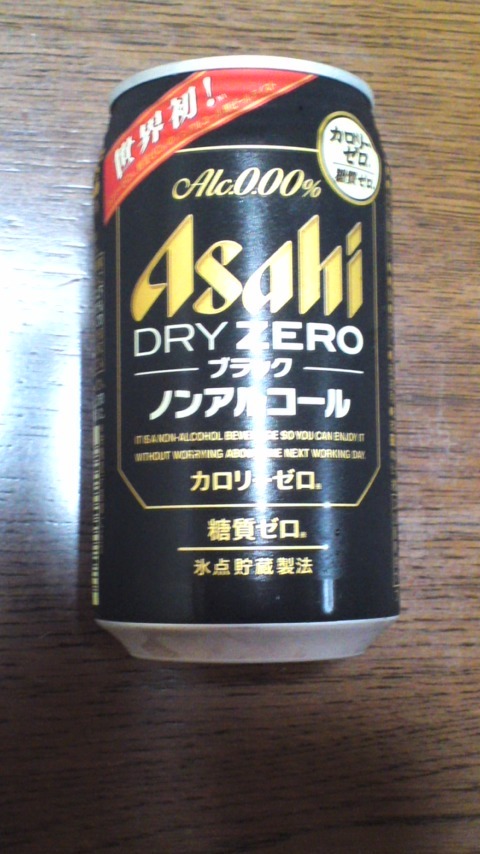 世界初!
カロリー
ゼロ※
糖質ゼロ※
Alc.0.00%
Asahi
DRY ZERO
ブラック
ノンアルコール
IT IS A NON-ALCOHOL BEVERAGE SO YOU CAN ENJOY IT
WITHOUT WORRYING ABOUT THE NEXT WORKING DAY.
カロリーゼロ※
糖質ゼロ※
氷点貯蔵製法